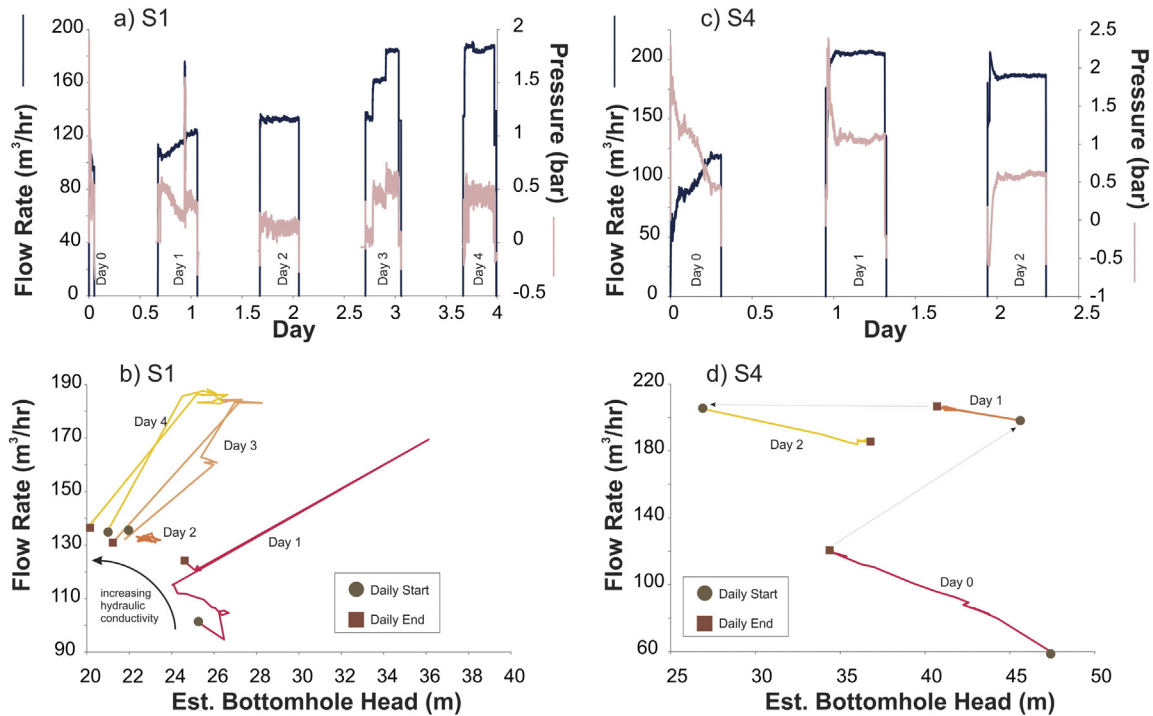 a) S1
Flow Rate (m³/hr)
200
160
120
80
40
0
2
1.5
1
0.5
0
-0.5
Pressure (bar)
Day 0
Day 1
Day 2
Day 3
Day 4
0 0.5 1 1.5 2 2.5 3 3.5 4
Day
c) S4
Flow Rate (m³/hr)
200
150
100
50
0
2.5
2
1.5
1
0.5
0
-0.5
-1
Pressure (bar)
Day 0
Day 1
Day 2
0 0.5 1 1.5 2 2.5
Day
b) S1
Flow Rate (m³/hr)
190
170
150
130
110
90
Day 4
Day 3
Day 2
Day 1
increasing
hydraulic
conductivity
Daily Start
Daily End
20 22 24 26 28 30 32 34 36 38 40
Est. Bottomhole Head (m)
d) S4
Flow Rate (m³/hr)
220
180
140
100
60
Day 1
Day 2
Day 0
Daily Start
Daily End
25 30 35 40 45 50
Est. Bottomhole Head (m)